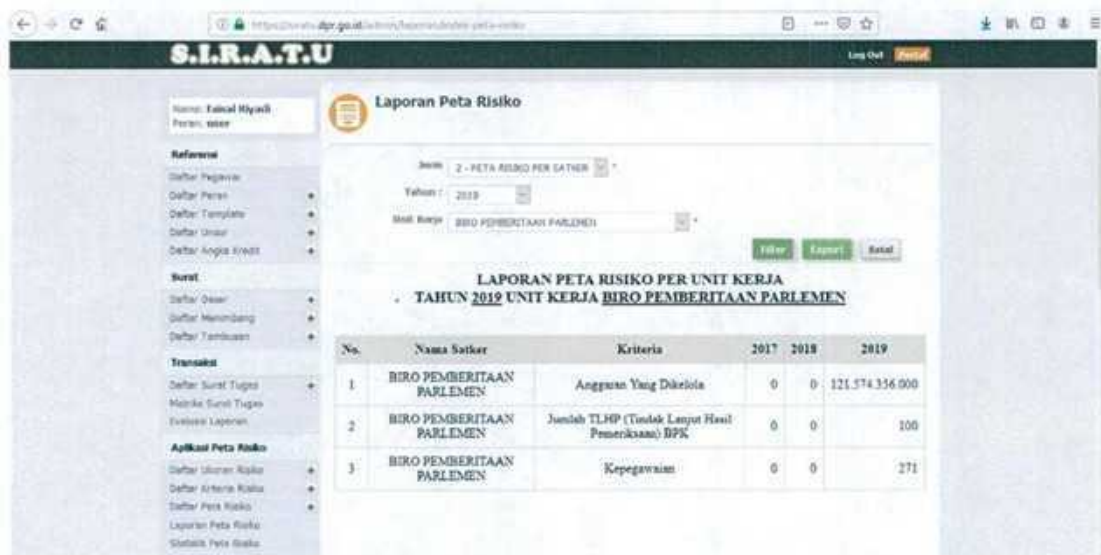 dpr.go.id
S.I.R.A.T.U
Log Out Portal
Nama: Faisal Riyadi
Peran: user
Laporan Peta Risiko
Referensi
Daftar Pegawai
Daftar Peran
Daftar Template
Daftar Unsur
Daftar Angka Kredit
Surat
Daftar Dasar
Daftar Menimbang
Daftar Tembusan
Transaksi
Daftar Surat Tugas
Matriks Surat Tugas
Evaluasi Laporan
Aplikasi Peta Risiko
Daftar Ukuran Risiko
Daftar Kriteria Risiko
Daftar Peta Risiko
Laporan Peta Risiko
Statistik Peta Risiko
Jenis 2 - PETA RISIKO PER SATKER *
Tahun : 2019
Unit Kerja BIRO PEMBERITAAN PARLEMEN *
Filter Export Batal
LAPORAN PETA RISIKO PER UNIT KERJA
TAHUN 2019 UNIT KERJA BIRO PEMBERITAAN PARLEMEN
No. Nama Satker Kriteria 2017 2018 2019
1 BIRO PEMBERITAAN PARLEMEN Anggaran Yang Dikelola 0 0 121.574.336.000
2 BIRO PEMBERITAAN PARLEMEN Jumlah TLHP (Tindak Lanjut Hasil Pemeriksaan) BPK 0 0 100
3 BIRO PEMBERITAAN PARLEMEN Kepegawaian 0 0 271